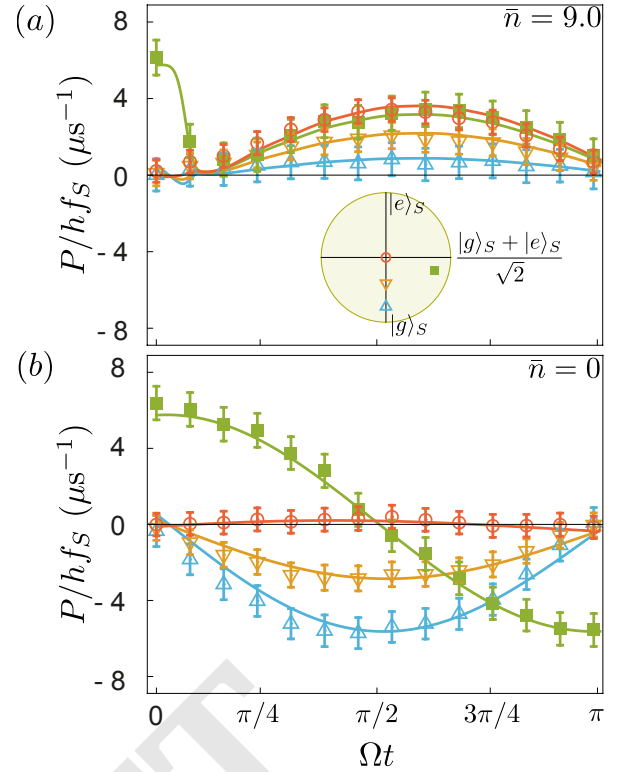 (a)
n̄ = 9.0
8
4
0
- 4
- 8
P/hf_S (μs⁻¹)
|e⟩_S
|g⟩_S + |e⟩_S
√2
|g⟩_S
(b)
n̄ = 0
8
4
0
- 4
- 8
P/hf_S (μs⁻¹)
0
π/4
π/2
3π/4
π
Ωt